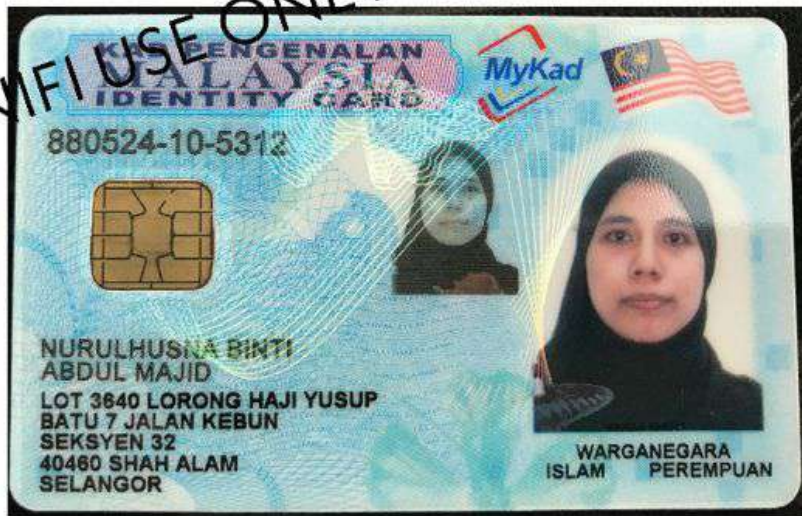 USE
KAD PENGENALAN
MALAYSIA
IDENTITY CARD
MyKad
880524-10-5312
NURULHUSNA BINTI
ABDUL MAJID
LOT 3640 LORONG HAJI YUSUP
BATU 7 JALAN KEBUN
SEKSYEN 32
40460 SHAH ALAM
SELANGOR
WARGANEGARA
ISLAM PEREMPUAN